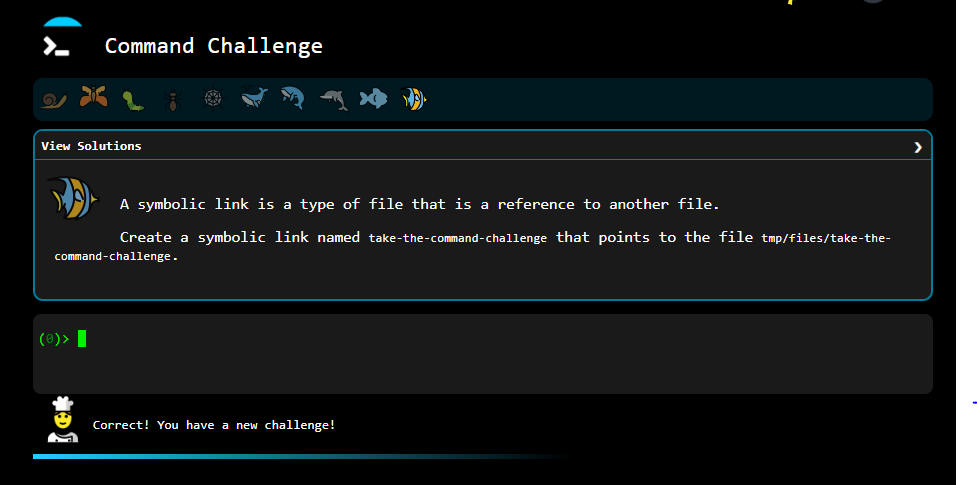 Command Challenge
View Solutions
A symbolic link is a type of file that is a reference to another file.
Create a symbolic link named take-the-command-challenge that points to the file tmp/files/take-the-
command-challenge.
(0)>
Correct! You have a new challenge!